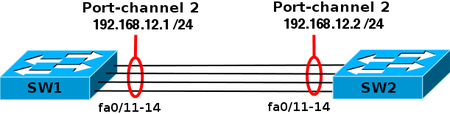 Port-channel 2
192.168.12.1 /24
Port-channel 2
192.168.12.2 /24
SW1
SW2
fa0/11-14
fa0/11-14